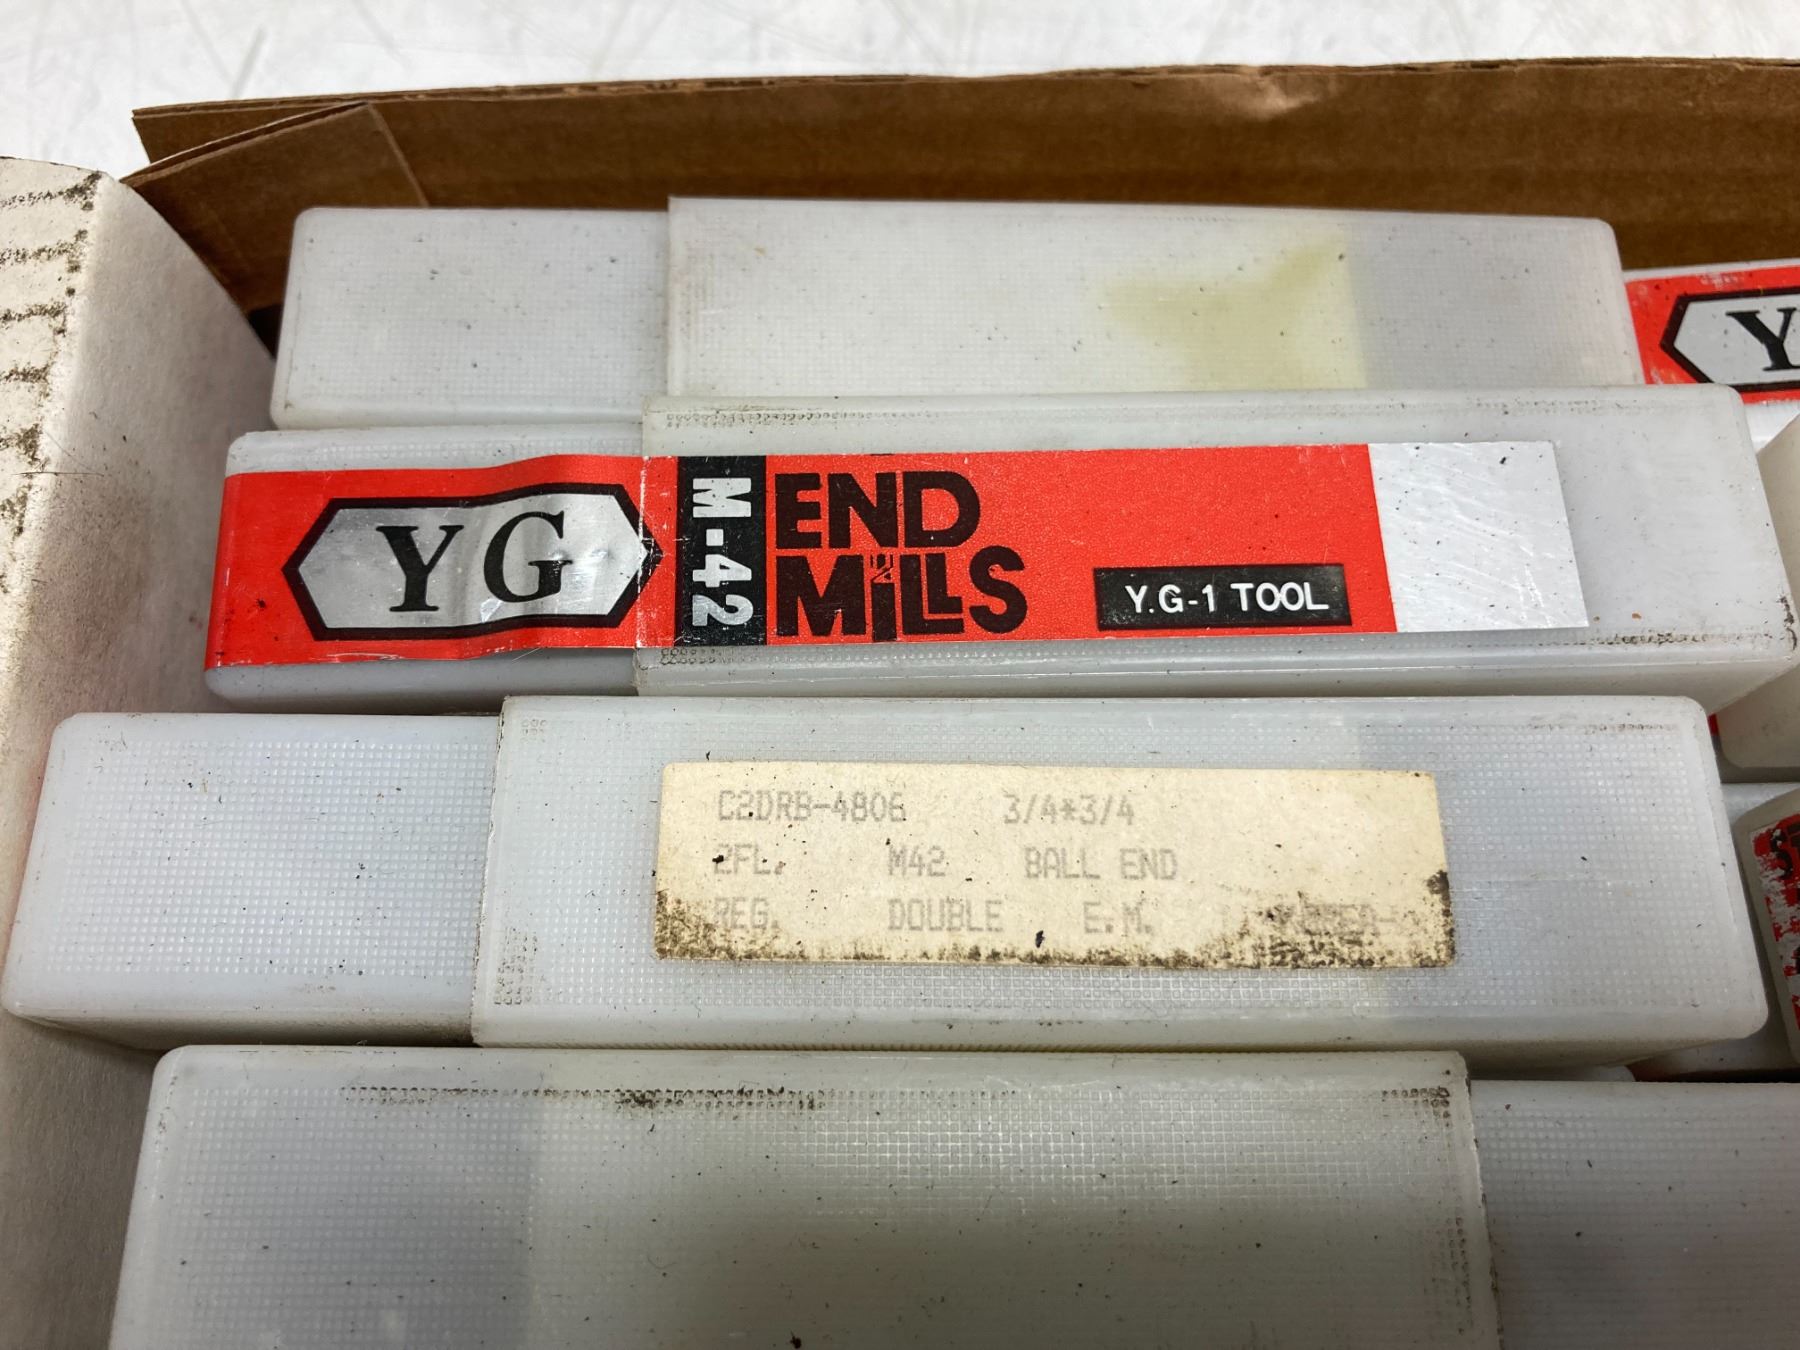 YG
M-42
END
MiLLS
Y.G-1 TOOL
Y
C2DRB-4806 3/4*3/4
2FL. M42 BALL END
REG. DOUBLE E.M.